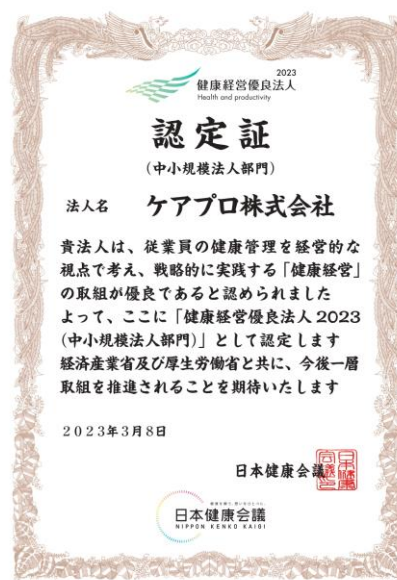 2023
健康経営優良法人
Health and productivity
認定証
(中小規模法人部門)
法人名 ケアプロ株式会社
貴法人は、従業員の健康管理を経営的な
視点で考え、戦略的に実践する「健康経営」
の取組が優良であると認められました
よって、ここに「健康経営優良法人2023
(中小規模法人部門)」として認定します
経済産業省及び厚生労働省と共に、今後一層
取組を推進されることを期待いたします
2023年3月8日
日本健康会議
日本健康会議
NIPPON KENKO KAIGI